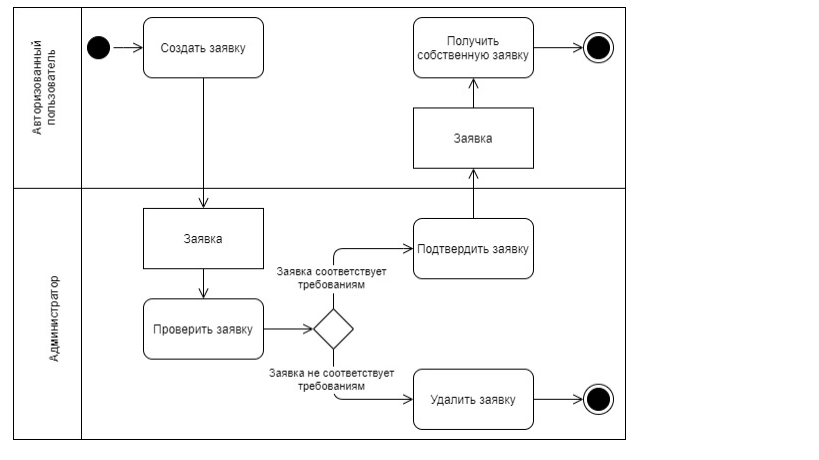 Авторизованный
пользователь
Создать заявку
Получить
собственную заявку
Заявка
Администратор
Заявка
Подтвердить заявку
Заявка соответствует
требованиям
Проверить заявку
Заявка не соответствует
требованиям
Удалить заявку